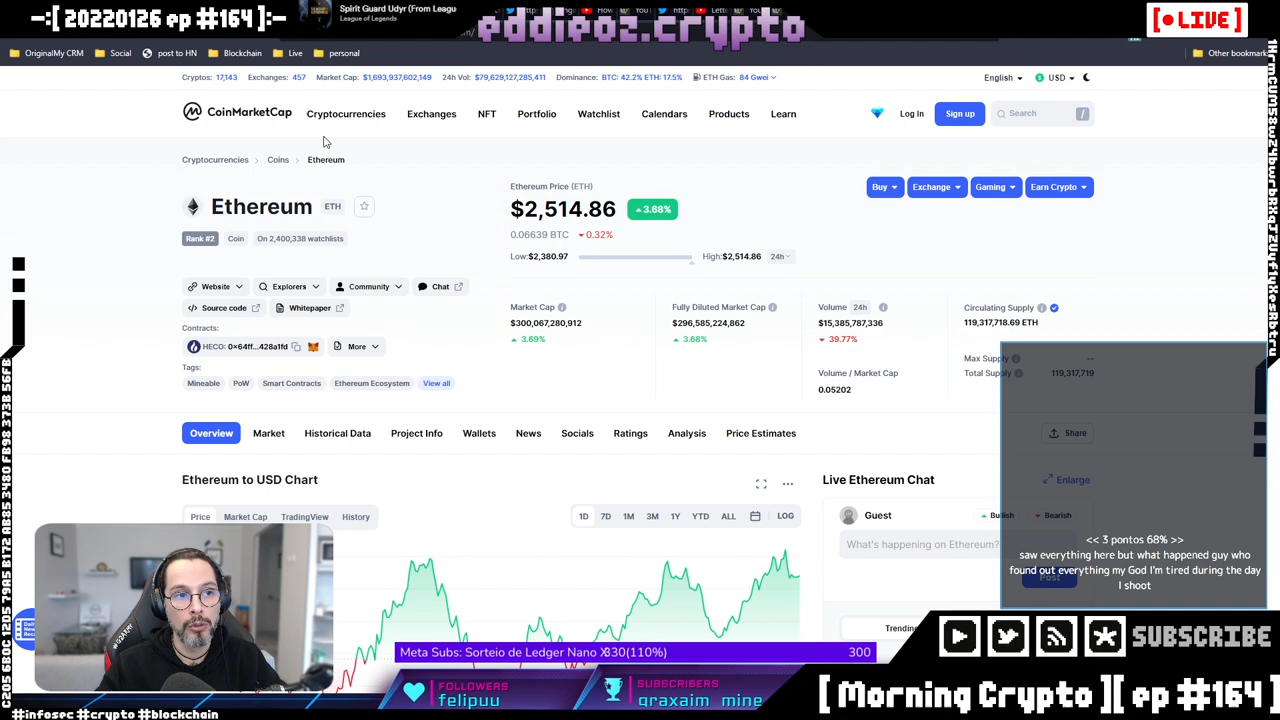 -:[ 20220126 ep #164 ]:-
Spirit Guard Udyr (From Leagu
League of Legends
eddieoz.crypto
[● LIVE ]
OriginalMy CRM
Social
post to HN
Blockchain
Live
personal
Other bookmark
Cryptos: 17,143 Exchanges: 457 Market Cap: $1,693,937,602,149 24h Vol: $79,629,127,285,411 Dominance: BTC: 42.2% ETH: 17.5% ETH Gas: 84 Gwei
English
USD
CoinMarketCap
Cryptocurrencies Exchanges NFT Portfolio Watchlist Calendars Products Learn
Log In
Sign up
Search
/
Cryptocurrencies > Coins > Ethereum
Ethereum ETH
Rank #2
Coin
On 2,400,338 watchlists
Ethereum Price (ETH)
$2,514.86
3.68%
0.06639 BTC
0.32%
Low:$2,380.97
High:$2,514.86
24h
Buy
Exchange
Gaming
Earn Crypto
Website
Explorers
Community
Chat
Source code
Whitepaper
Contracts:
HECO: 0x64ff...428a1fd
More
Tags:
Mineable
PoW
Smart Contracts
Ethereum Ecosystem
View all
Market Cap
$300,067,280,912
3.69%
Fully Diluted Market Cap
$296,585,224,862
3.68%
Volume 24h
$15,385,787,336
39.77%
Volume / Market Cap
0.05202
Circulating Supply
119,317,718.69 ETH
Max Supply
--
Total Supply
119,317,719
Overview Market Historical Data Project Info Wallets News Socials Ratings Analysis Price Estimates
Share
Ethereum to USD Chart
Price
Market Cap
TradingView
History
1D 7D 1M 3M 1Y YTD ALL LOG
Live Ethereum Chat
Enlarge
Guest
Bullish
Bearish
What's happening on Ethereum?
Post
Trending
<< 3 pontos 68% >>
saw everything here but what happened guy who
found out everything my God I'm tired during the day
I shoot
Meta Subs: Sorteio de Ledger Nano X
330(110%)
300
FOLLOWERS
felipuu
SUBSCRIBERS
graxaim_mine
SUBSCRIBE
[ Morning Crypto ][ ep #164 ]
#infosec #crypto #blockchain